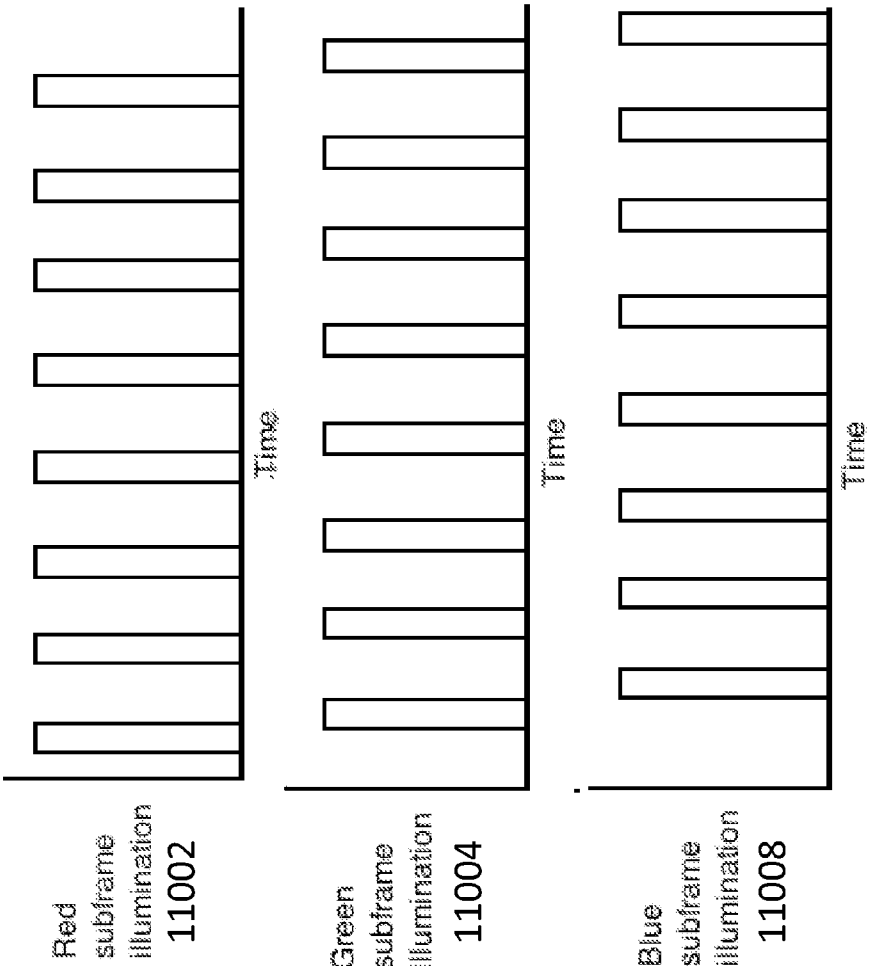 Red
subframe
illumination
11002
Time
Green
subframe
illumination
11004
Time
Blue
subframe
illumination
11008
Time